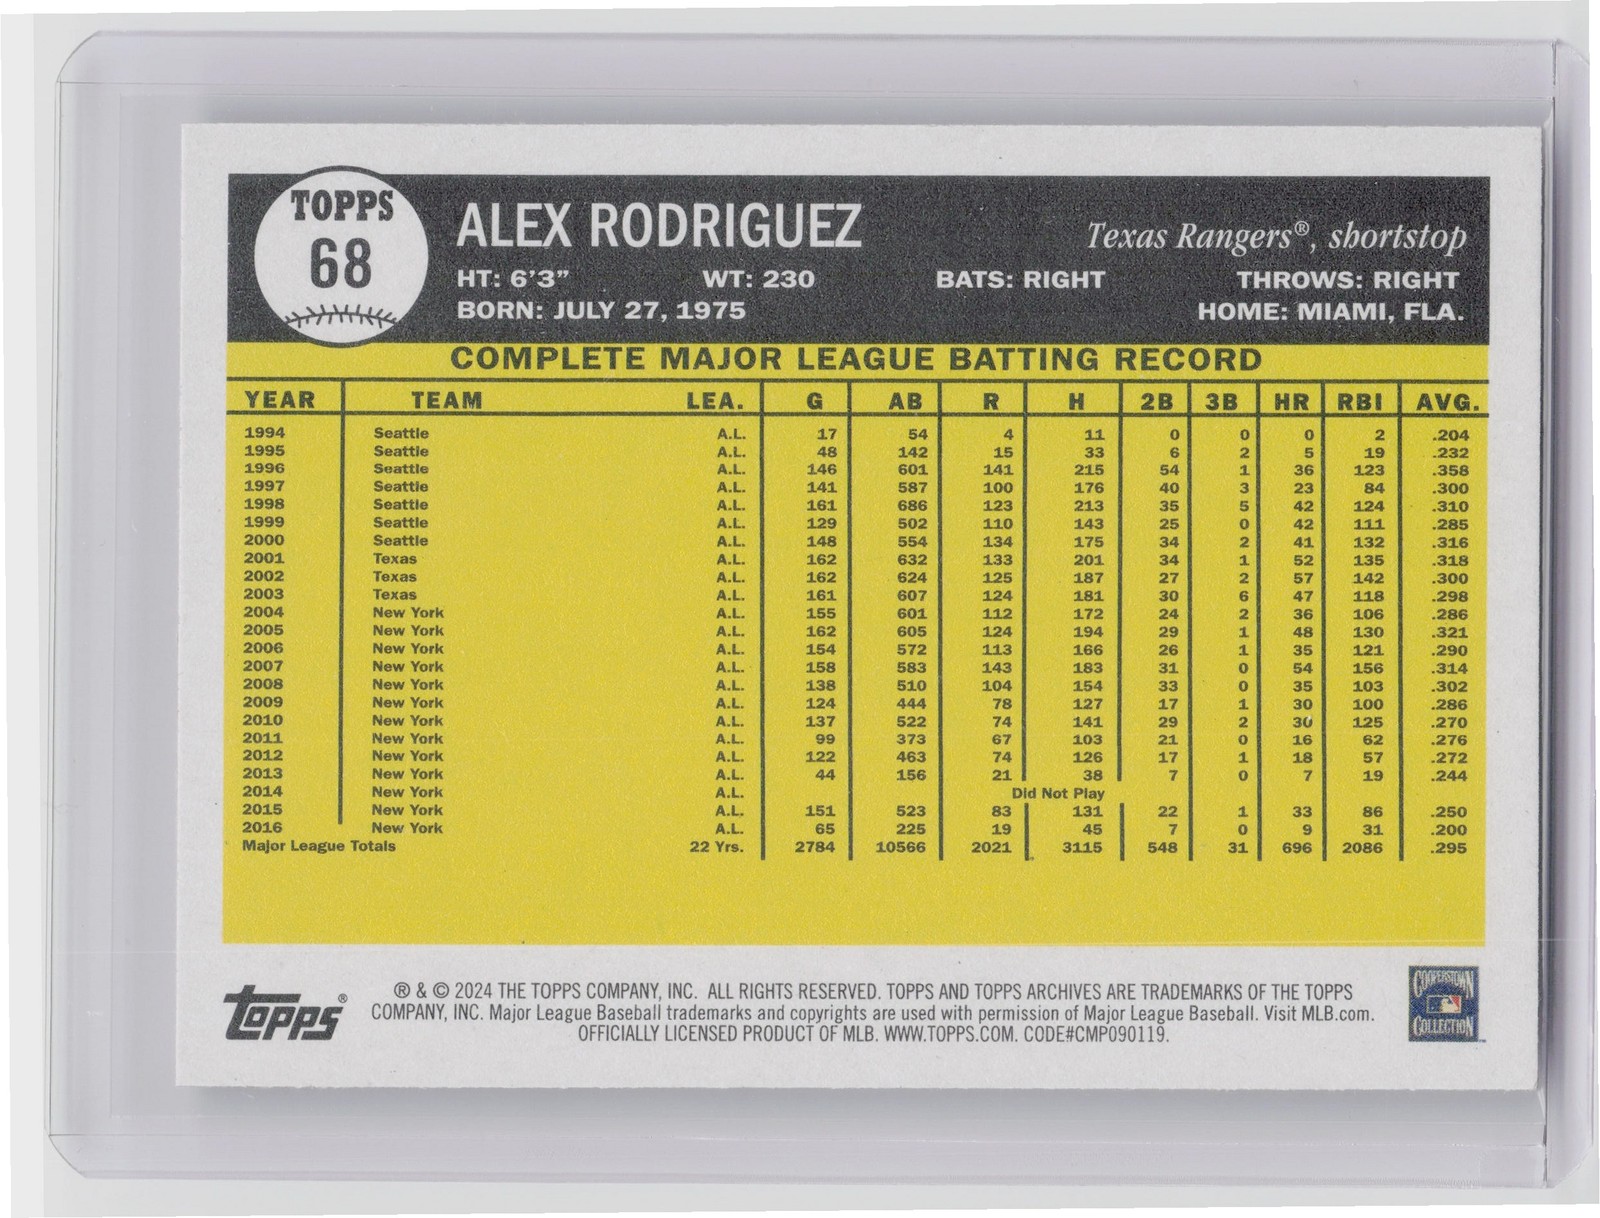 TOPPS
68
ALEX RODRIGUEZ
Texas Rangers®, shortstop
HT: 6'3" WT: 230 BATS: RIGHT THROWS: RIGHT
BORN: JULY 27, 1975 HOME: MIAMI, FLA.
COMPLETE MAJOR LEAGUE BATTING RECORD
YEAR TEAM LEA. G AB R H 2B 3B HR RBI AVG.
1994 Seattle A.L. 17 54 4 11 0 0 0 2 .204
1995 Seattle A.L. 48 142 15 33 6 2 5 19 .232
1996 Seattle A.L. 146 601 141 215 54 1 36 123 .358
1997 Seattle A.L. 141 587 100 176 40 3 23 84 .300
1998 Seattle A.L. 161 686 123 213 35 5 42 124 .310
1999 Seattle A.L. 129 502 110 143 25 0 42 111 .285
2000 Seattle A.L. 148 554 134 175 34 2 41 132 .316
2001 Texas A.L. 162 632 133 201 34 1 52 135 .318
2002 Texas A.L. 162 624 125 187 27 2 57 142 .300
2003 Texas A.L. 161 607 124 181 30 6 47 118 .298
2004 New York A.L. 155 601 112 172 24 2 36 106 .286
2005 New York A.L. 162 605 124 194 29 1 48 130 .321
2006 New York A.L. 154 572 113 166 26 1 35 121 .290
2007 New York A.L. 158 583 143 183 31 0 54 156 .314
2008 New York A.L. 138 510 104 154 33 0 35 103 .302
2009 New York A.L. 124 444 78 127 17 1 30 100 .286
2010 New York A.L. 137 522 74 141 29 2 30 125 .270
2011 New York A.L. 99 373 67 103 21 0 16 62 .276
2012 New York A.L. 122 463 74 126 17 1 18 57 .272
2013 New York A.L. 44 156 21 38 7 0 7 19 .244
2014 New York A.L. Did Not Play
2015 New York A.L. 151 523 83 131 22 1 33 86 .250
2016 New York A.L. 65 225 19 45 7 0 9 31 .200
Major League Totals 22 Yrs. 2784 10566 2021 3115 548 31 696 2086 .295
topps®
® & © 2024 THE TOPPS COMPANY, INC. ALL RIGHTS RESERVED. TOPPS AND TOPPS ARCHIVES ARE TRADEMARKS OF THE TOPPS
COMPANY, INC. Major League Baseball trademarks and copyrights are used with permission of Major League Baseball. Visit MLB.com.
OFFICIALLY LICENSED PRODUCT OF MLB. WWW.TOPPS.COM. CODE#CMP090119.
COOPERSTOWN
COLLECTION